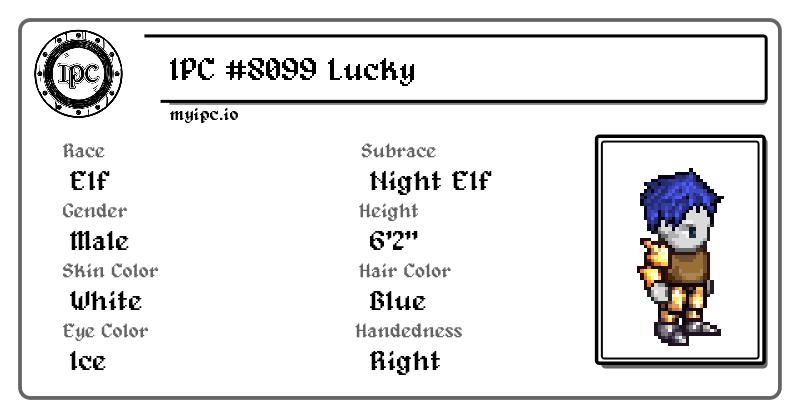 IPC
IPC #8099 Lucky
myipc.io
Race
Elf
Subrace
Night Elf
Gender
Male
Height
6'2"
Skin Color
White
Hair Color
Blue
Eye Color
Ice
Handedness
Right